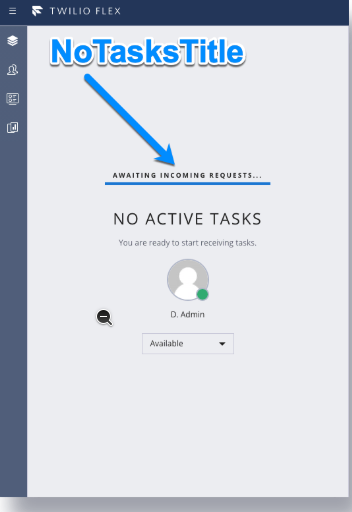 TWILIO FLEX
NoTasksTitle
AWAITING INCOMING REQUESTS...
NO ACTIVE TASKS
You are ready to start receiving tasks.
D. Admin
Available